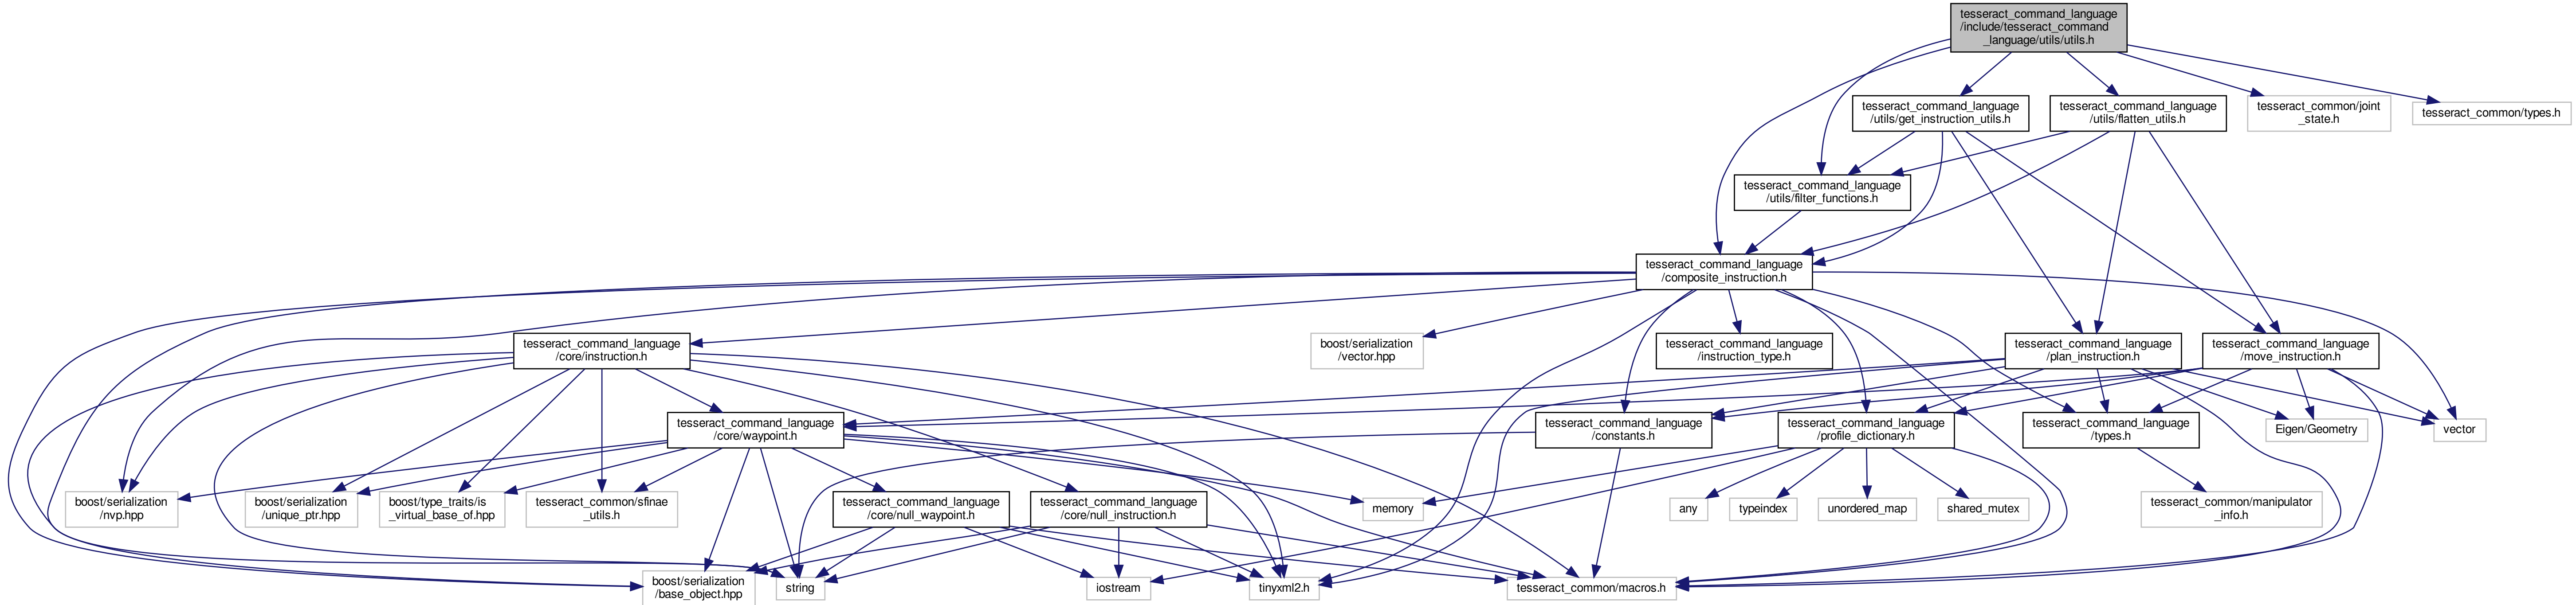 tesseract_command_language
/include/tesseract_command
_language/utils/utils.h
tesseract_command_language
/utils/get_instruction_utils.h
tesseract_command_language
/utils/flatten_utils.h
tesseract_common/joint
_state.h
tesseract_common/types.h
tesseract_command_language
/utils/filter_functions.h
tesseract_command_language
/composite_instruction.h
tesseract_command_language
/core/instruction.h
boost/serialization
/vector.hpp
tesseract_command_language
/instruction_type.h
tesseract_command_language
/plan_instruction.h
tesseract_command_language
/move_instruction.h
tesseract_command_language
/core/waypoint.h
tesseract_command_language
/constants.h
tesseract_command_language
/profile_dictionary.h
tesseract_command_language
/types.h
Eigen/Geometry
vector
boost/serialization
/nvp.hpp
boost/serialization
/unique_ptr.hpp
boost/type_traits/is
_virtual_base_of.hpp
tesseract_common/sfinae
_utils.h
tesseract_command_language
/core/null_waypoint.h
tesseract_command_language
/core/null_instruction.h
memory
any
typeindex
unordered_map
shared_mutex
tesseract_common/manipulator
_info.h
boost/serialization
/base_object.hpp
string
iostream
tinyxml2.h
tesseract_common/macros.h